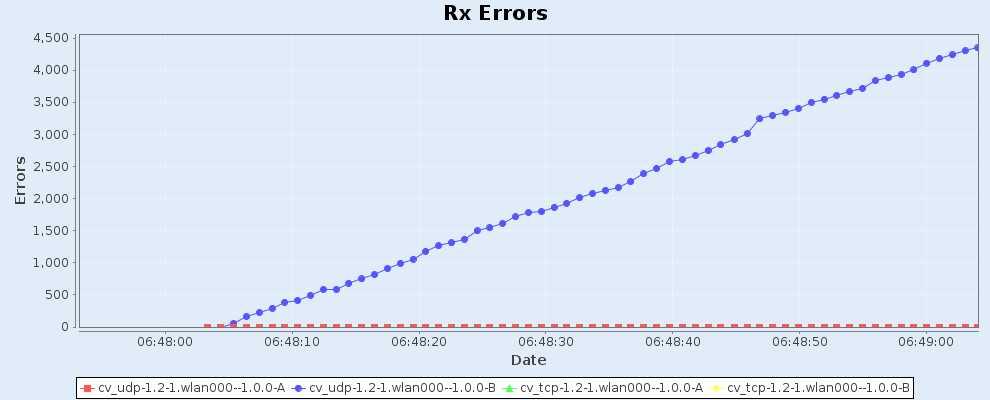 Rx Errors
4,500
4,000
3,500
3,000
2,500
2,000
1,500
1,000
500
0
Errors
06:48:00 06:48:10 06:48:20 06:48:30 06:48:40 06:48:50 06:49:00
Date
cv_udp-1.2-1.wlan000--1.0.0-A cv_udp-1.2-1.wlan000--1.0.0-B cv_tcp-1.2-1.wlan000--1.0.0-A cv_tcp-1.2-1.wlan000--1.0.0-B